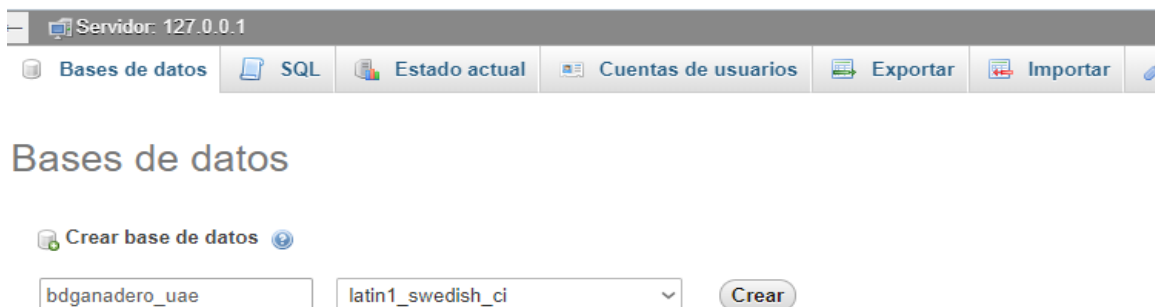 Servidor: 127.0.0.1
Bases de datos SQL Estado actual Cuentas de usuarios Exportar Importar
Bases de datos
Crear base de datos
bdganadero_uae latin1_swedish_ci Crear